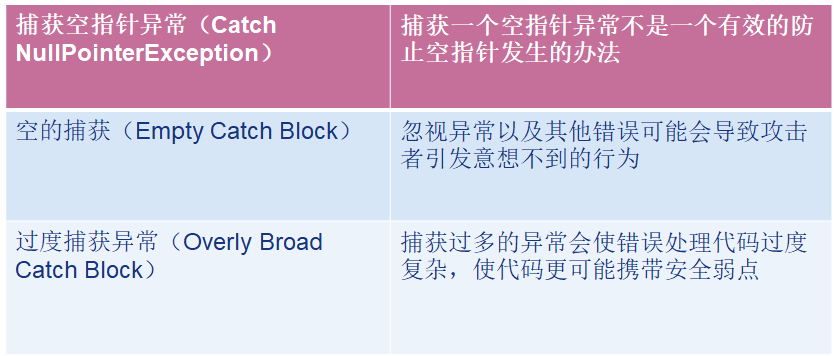 捕获空指针异常（Catch
NullPointerException）
捕获一个空指针异常不是一个有效的防
止空指针发生的办法
空的捕获（Empty Catch Block）
忽视异常以及其他错误可能会导致攻击
者引发意想不到的行为
过度捕获异常（Overly Broad
Catch Block）
捕获过多的异常会使错误处理代码过度
复杂，使代码更可能携带安全弱点